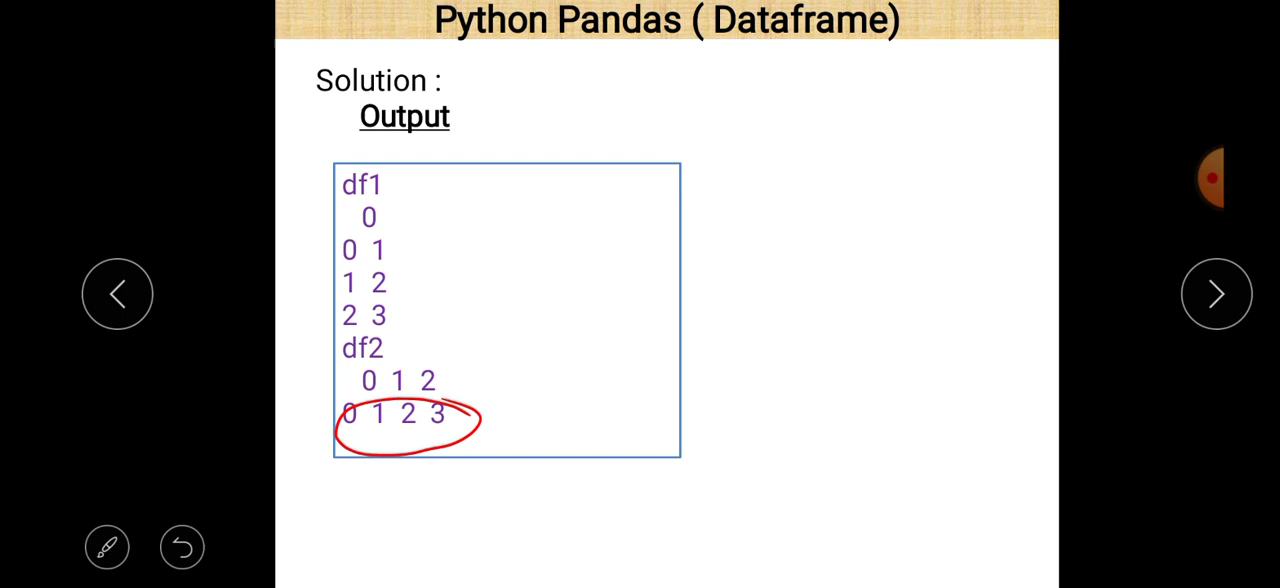 Python Pandas ( Dataframe)
Solution :
Output
df1
0
0 1
1 2
2 3
df2
0 1 2
0 1 2 3